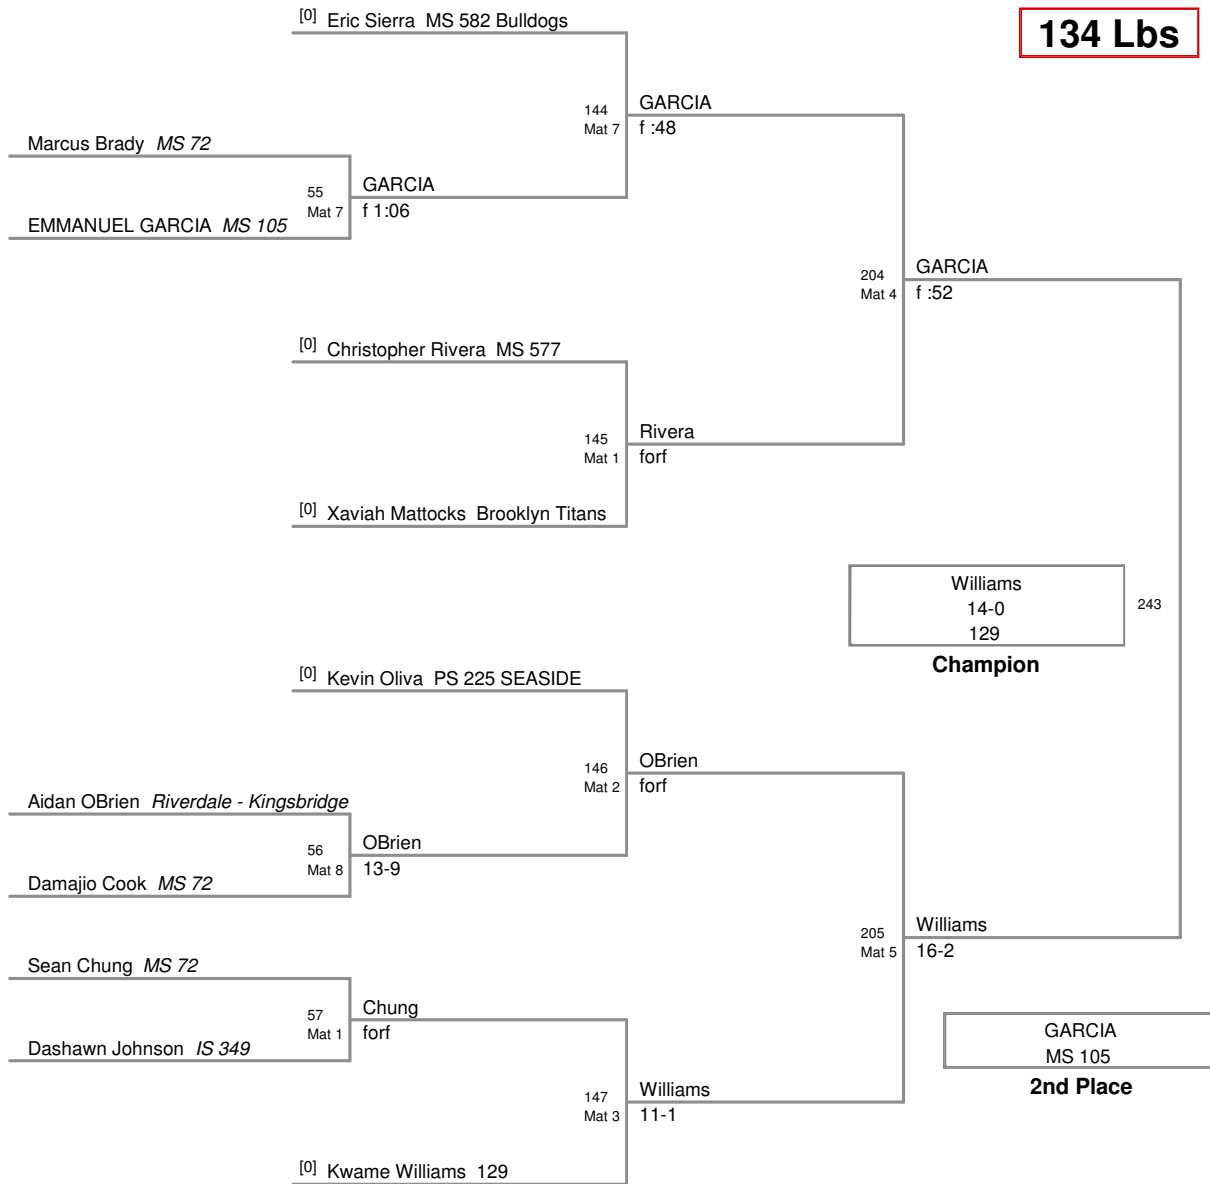 [0] Eric Sierra MS 582 Bulldogs
134 Lbs
144
Mat 7
GARCIA
f :48
Marcus Brady MS 72
55
Mat 7
GARCIA
f 1:06
EMMANUEL GARCIA MS 105
204
Mat 4
GARCIA
f :52
[0] Christopher Rivera MS 577
145
Mat 1
Rivera
forf
[0] Xaviah Mattocks Brooklyn Titans
Williams
14-0
129
243
Champion
[0] Kevin Oliva PS 225 SEASIDE
146
Mat 2
OBrien
forf
Aidan OBrien Riverdale - Kingsbridge
56
Mat 8
OBrien
13-9
Damajio Cook MS 72
205
Mat 5
Williams
16-2
Sean Chung MS 72
57
Mat 1
Chung
forf
Dashawn Johnson IS 349
GARCIA
MS 105
2nd Place
147
Mat 3
Williams
11-1
[0] Kwame Williams 129